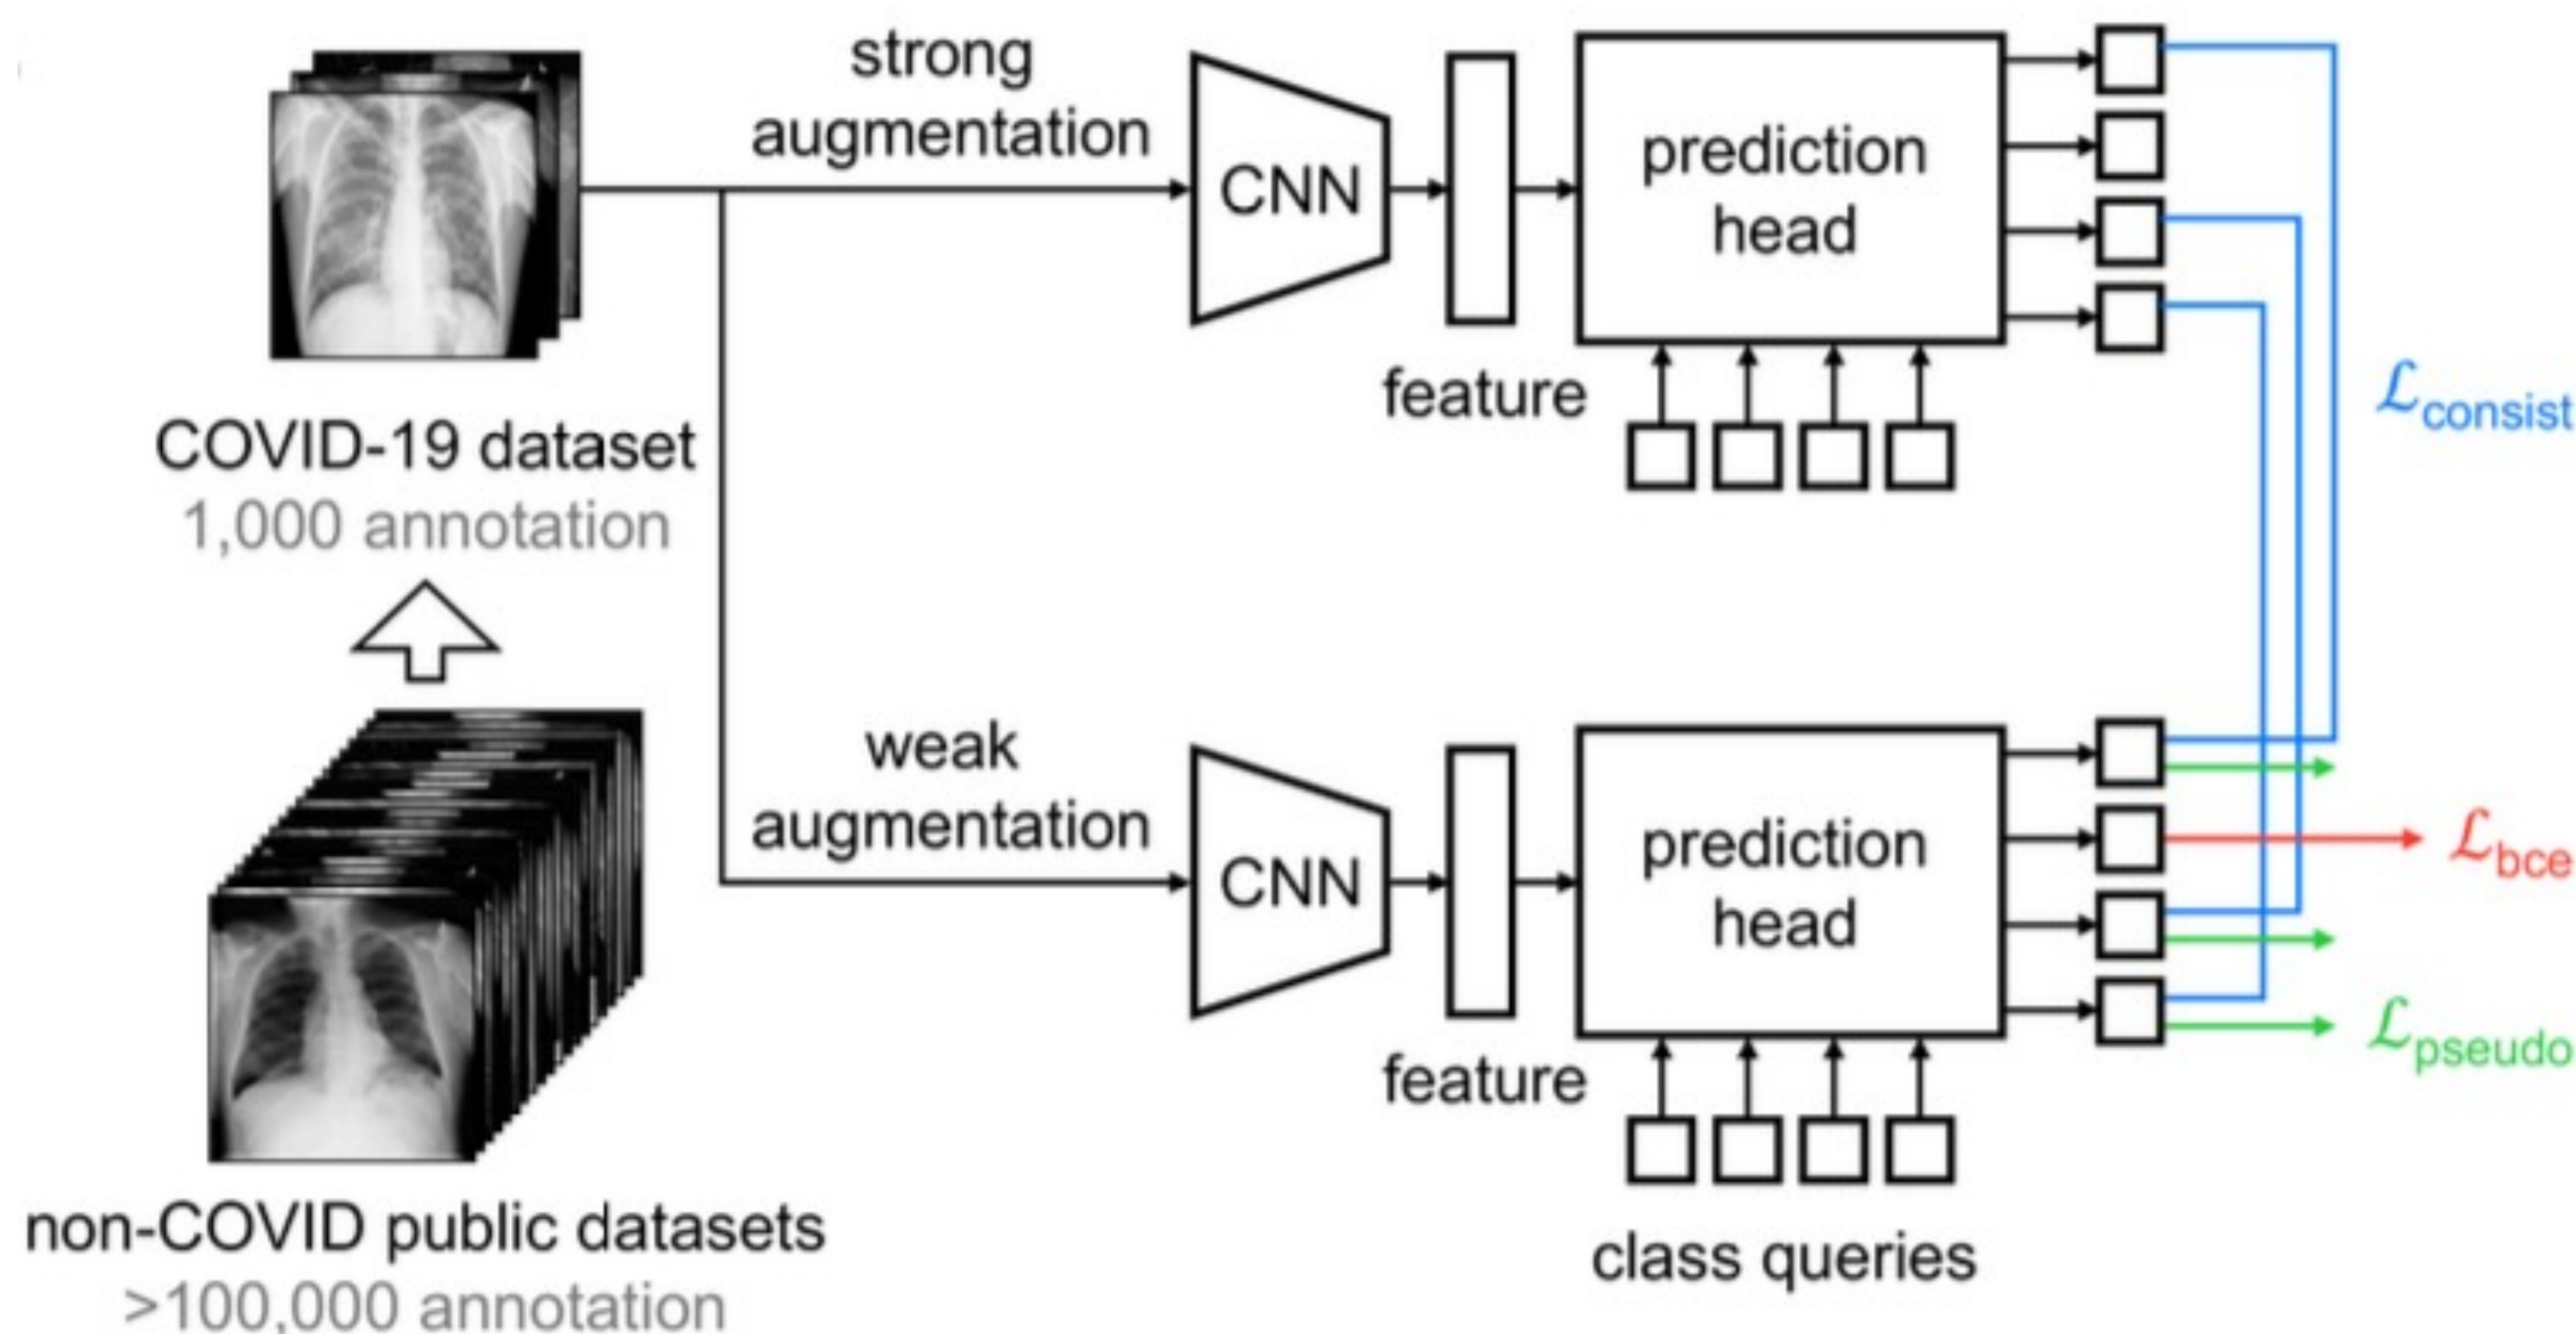 strong
augmentation
CNN
prediction
head
feature
COVID-19 dataset
1,000 annotation
ℒconsist
weak
augmentation
CNN
prediction
head
feature
class queries
ℒbce
ℒpseudo
non-COVID public datasets
>100,000 annotation